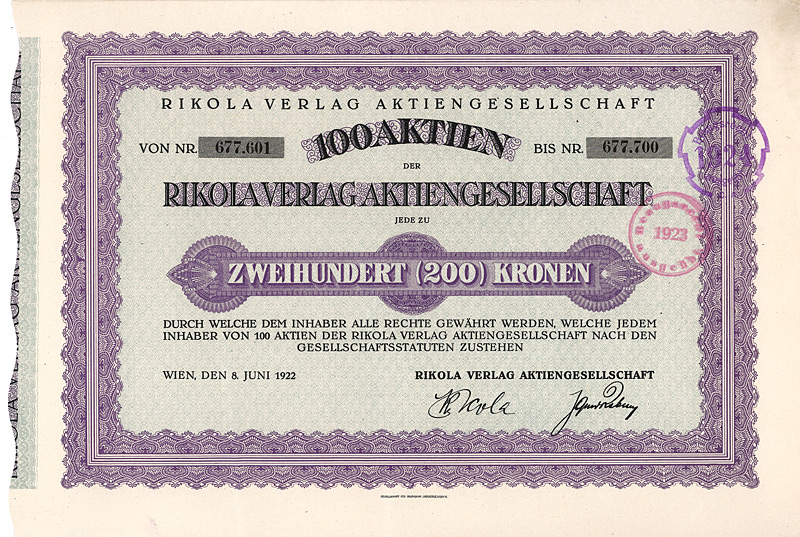 RIKOLA VERLAG AKTIENGESELLSCHAFT
100 AKTIEN
VON NR. 677.601 BIS NR. 677.700
DER
RIKOLA VERLAG AKTIENGESELLSCHAFT
JEDE ZU
1923
ZWEIHUNDERT (200) KRONEN
DURCH WELCHE DEM INHABER ALLE RECHTE GEWÄHRT WERDEN, WELCHE JEDEM
INHABER VON 100 AKTIEN DER RIKOLA VERLAG AKTIENGESELLSCHAFT NACH DEN
GESELLSCHAFTSSTATUTEN ZUSTEHEN
WIEN, DEN 8. JUNI 1922 RIKOLA VERLAG AKTIENGESELLSCHAFT
Rikola